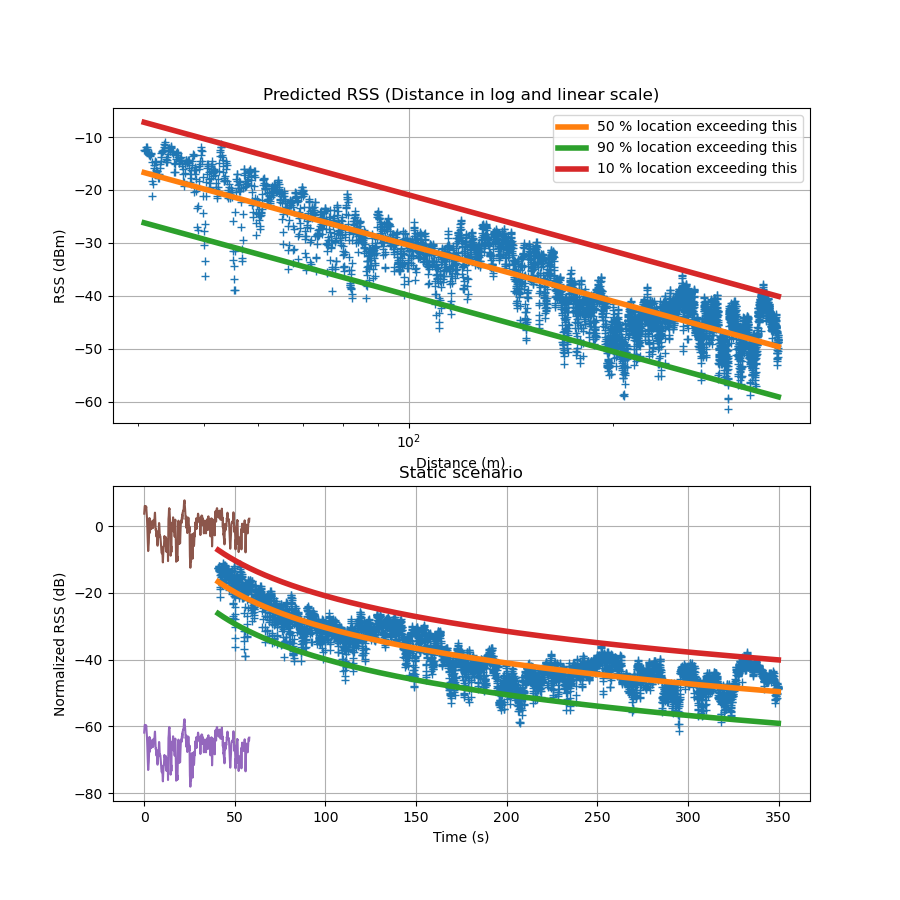 Predicted RSS (Distance in log and linear scale)
RSS (dBm)
−10
−20
−30
−40
−50
−60
50 % location exceeding this
90 % location exceeding this
10 % location exceeding this
10²
Distance (m)
Static scenario
Normalized RSS (dB)
0
−20
−40
−60
−80
0 50 100 150 200 250 300 350
Time (s)